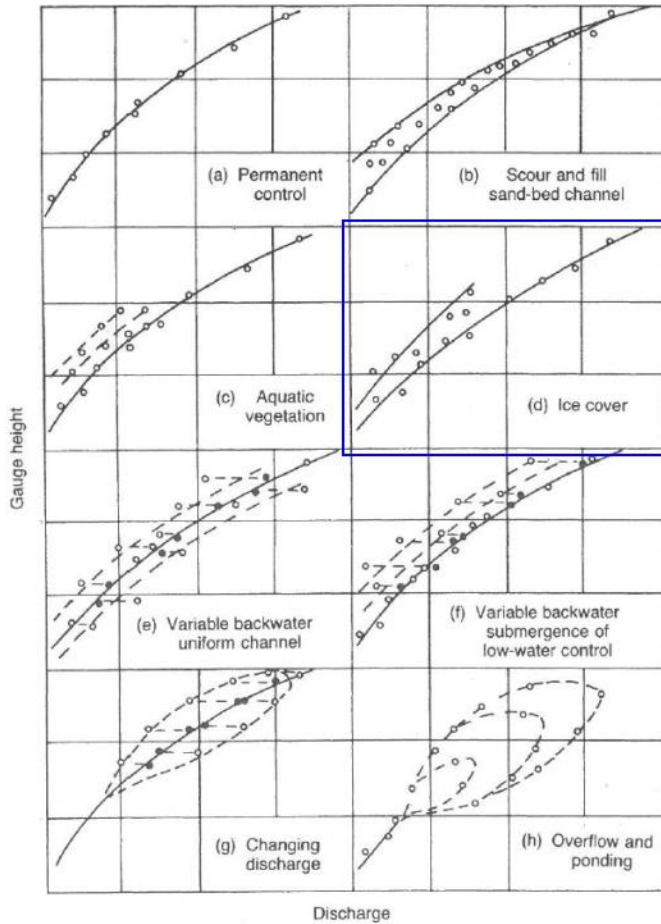 (a) Permanent
control
(b) Scour and fill
sand-bed channel
(c) Aquatic
vegetation
(d) Ice cover
Gauge height
(e) Variable backwater
uniform channel
(f) Variable backwater
submergence of
low-water control
(g) Changing
discharge
(h) Overflow and
ponding
Discharge